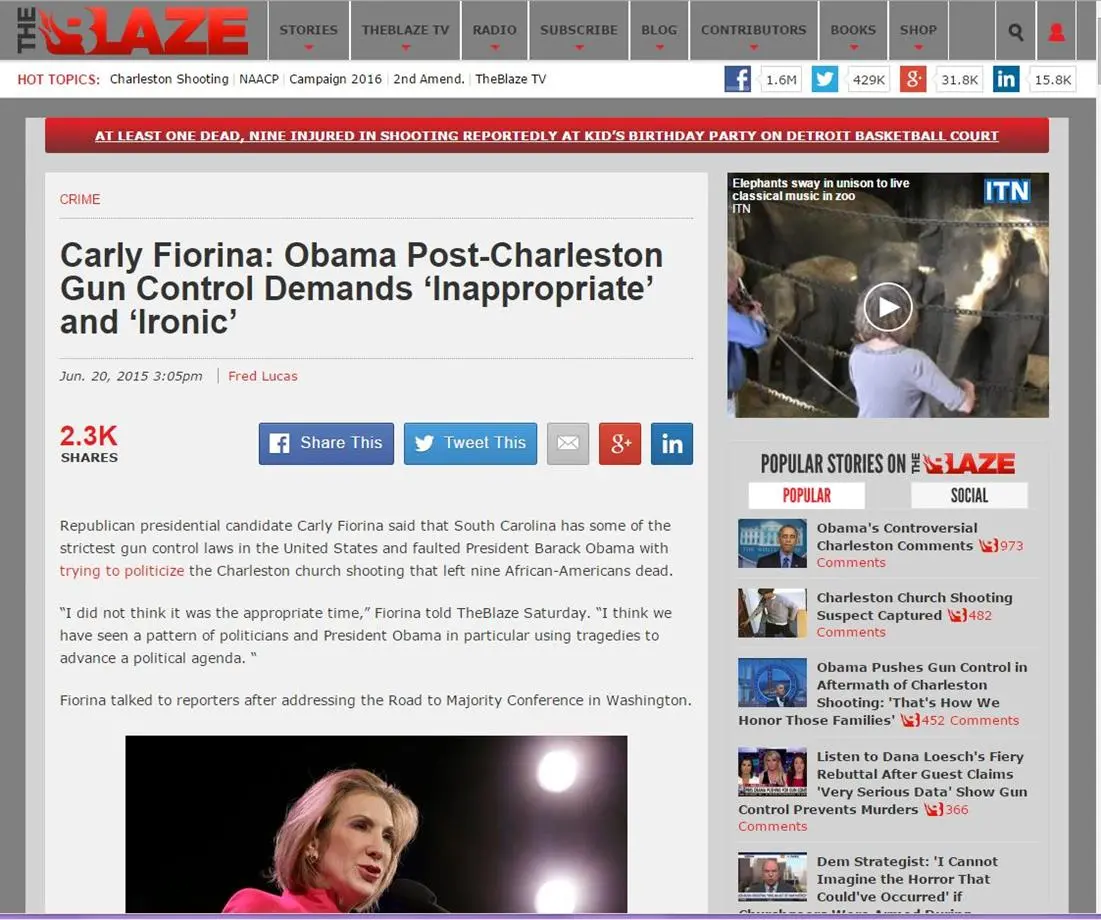 THE BLAZE
STORIES
THEBLAZE TV
RADIO
SUBSCRIBE
BLOG
CONTRIBUTORS
BOOKS
SHOP
HOT TOPICS: Charleston Shooting | NAACP | Campaign 2016 | 2nd Amend. | TheBlaze TV
f 1.6M
429K
g+ 31.8K
in 15.8K
AT LEAST ONE DEAD, NINE INJURED IN SHOOTING REPORTEDLY AT KID'S BIRTHDAY PARTY ON DETROIT BASKETBALL COURT
CRIME
Carly Fiorina: Obama Post-Charleston
Gun Control Demands ‘Inappropriate’
and ‘Ironic’
Jun. 20, 2015 3:05pm | Fred Lucas
2.3K
SHARES
f Share This
Tweet This
g+
in
Republican presidential candidate Carly Fiorina said that South Carolina has some of the
strictest gun control laws in the United States and faulted President Barack Obama with
trying to politicize the Charleston church shooting that left nine African-Americans dead.
“I did not think it was the appropriate time,” Fiorina told TheBlaze Saturday. “I think we
have seen a pattern of politicians and President Obama in particular using tragedies to
advance a political agenda. “
Fiorina talked to reporters after addressing the Road to Majority Conference in Washington.
Elephants sway in unison to live
classical music in zoo
ITN
ITN
POPULAR STORIES ON THE BLAZE
POPULAR
SOCIAL
Obama's Controversial
Charleston Comments 973
Comments
Charleston Church Shooting
Suspect Captured 482
Comments
Obama Pushes Gun Control in
Aftermath of Charleston
Shooting: 'That's How We
Honor Those Families' 452 Comments
Listen to Dana Loesch's Fiery
Rebuttal After Guest Claims
'Very Serious Data' Show Gun
Control Prevents Murders 366
Comments
Dem Strategist: 'I Cannot
Imagine the Horror That
Could've Occurred' if
Churchgoers Were Armed During